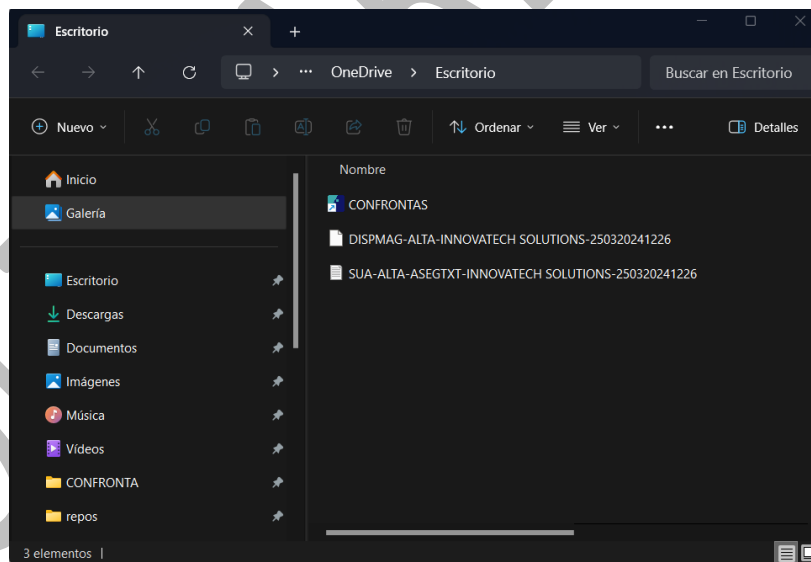 Escritorio
OneDrive > Escritorio
Buscar en Escritorio
Nuevo
Ordenar
Ver
Detalles
Inicio
Galería
Escritorio
Descargas
Documentos
Imágenes
Música
Vídeos
CONFRONTA
repos
Nombre
CONFRONTAS
DISPMAG-ALTA-INNOVATECH SOLUTIONS-250320241226
SUA-ALTA-ASEGTXT-INNOVATECH SOLUTIONS-250320241226
3 elementos